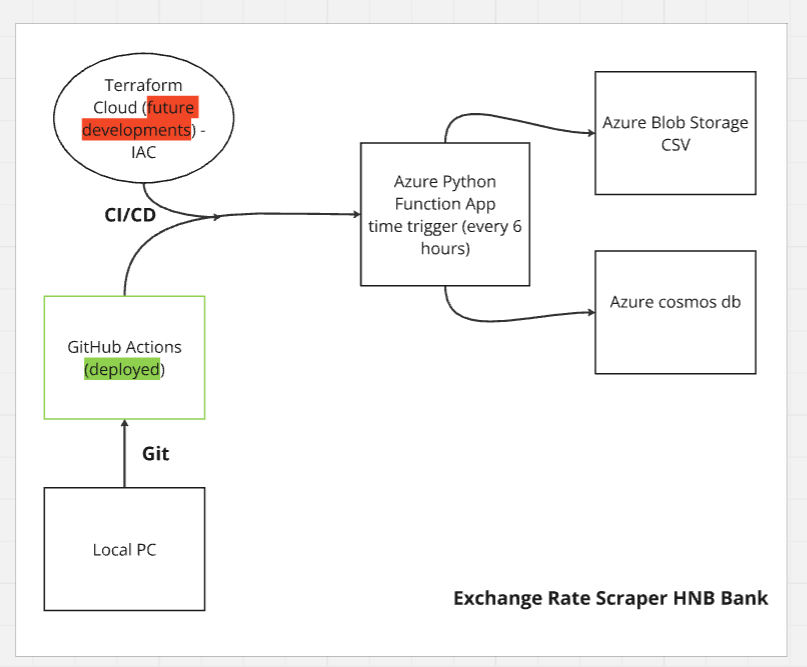 Terraform
Cloud (future
developments) -
IAC
CI/CD
GitHub Actions
(deployed)
Git
Local PC
Azure Python
Function App
time trigger (every 6
hours)
Azure Blob Storage
CSV
Azure cosmos db
Exchange Rate Scraper HNB Bank